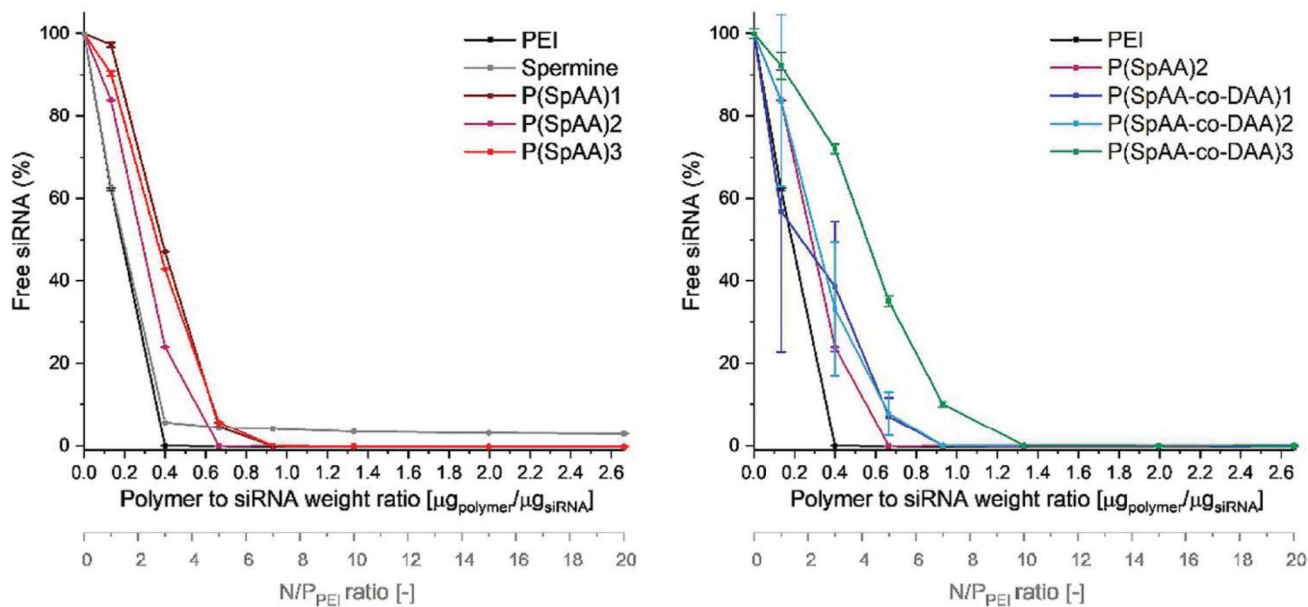 100
80
60
40
20
0
Free siRNA (%)
PEI
Spermine
P(SpAA)1
P(SpAA)2
P(SpAA)3
0.0 0.2 0.4 0.6 0.8 1.0 1.2 1.4 1.6 1.8 2.0 2.2 2.4 2.6
Polymer to siRNA weight ratio [µgpolymer/µgsiRNA]
0 2 4 6 8 10 12 14 16 18 20
N/PPEI ratio [-]
100
80
60
40
20
0
Free siRNA (%)
PEI
P(SpAA)2
P(SpAA-co-DAA)1
P(SpAA-co-DAA)2
P(SpAA-co-DAA)3
0.0 0.2 0.4 0.6 0.8 1.0 1.2 1.4 1.6 1.8 2.0 2.2 2.4 2.6
Polymer to siRNA weight ratio [µgpolymer/µgsiRNA]
0 2 4 6 8 10 12 14 16 18 20
N/PPEI ratio [-]